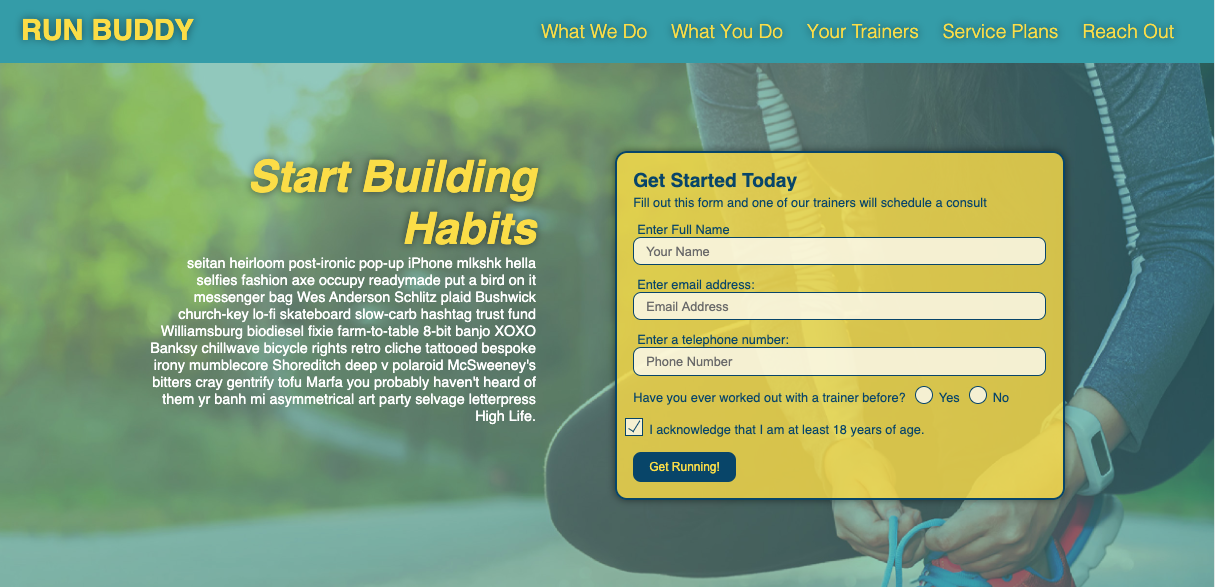 RUN BUDDY
What We Do What You Do Your Trainers Service Plans Reach Out
Start Building
Habits
seitan heirloom post-ironic pop-up iPhone mlkshk hella
selfies fashion axe occupy readymade put a bird on it
messenger bag Wes Anderson Schlitz plaid Bushwick
church-key lo-fi skateboard slow-carb hashtag trust fund
Williamsburg biodiesel fixie farm-to-table 8-bit banjo XOXO
Banksy chillwave bicycle rights retro cliche tattooed bespoke
irony mumblecore Shoreditch deep v polaroid McSweeney's
bitters cray gentrify tofu Marfa you probably haven't heard of
them yr banh mi asymmetrical art party selvage letterpress
High Life.
Get Started Today
Fill out this form and one of our trainers will schedule a consult
Enter Full Name
Your Name
Enter email address:
Email Address
Enter a telephone number:
Phone Number
Have you ever worked out with a trainer before? Yes No
I acknowledge that I am at least 18 years of age.
Get Running!